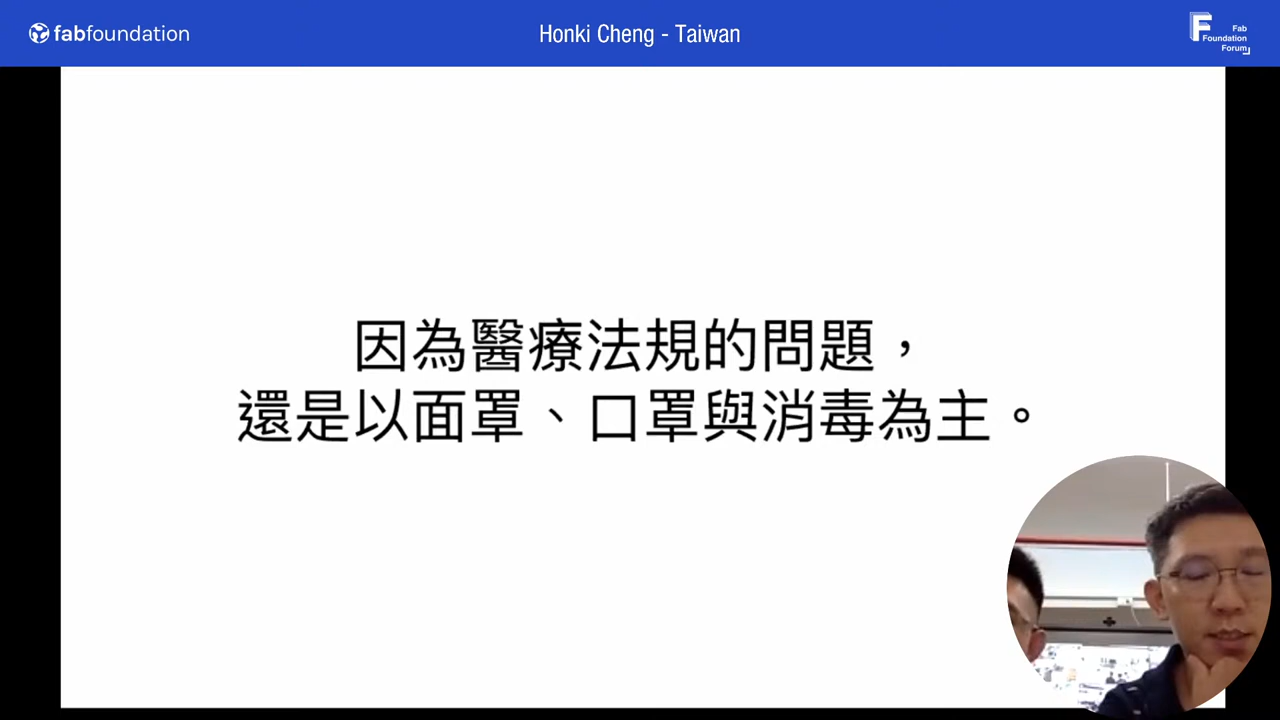 fabfoundation
Honki Cheng - Taiwan
Fab
Foundation
Forum
因為醫療法規的問題，
還是以面罩、口罩與消毒為主。